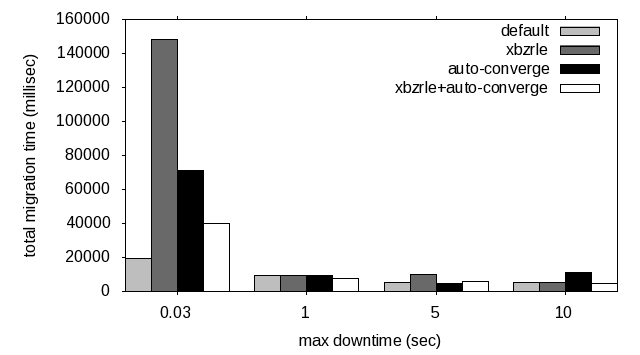 160000
140000
120000
100000
80000
60000
40000
20000
0
total migration time (millisec)
default
xbzrle
auto-converge
xbzrle+auto-converge
0.03 1 5 10
max downtime (sec)